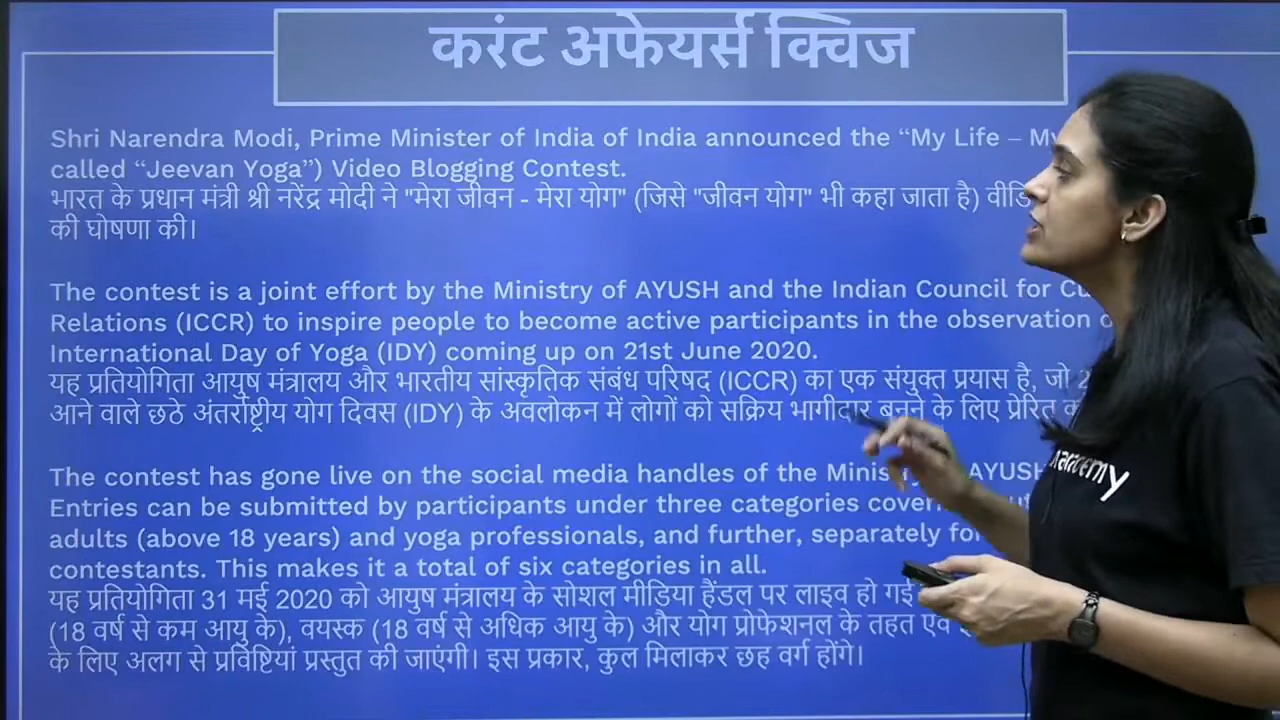 करंट अफेयर्स क्विज
Shri Narendra Modi, Prime Minister of India of India announced the “My Life –
called “Jeevan Yoga”) Video Blogging Contest.
भारत के प्रधान मंत्री श्री नरेंद्र मोदी ने "मेरा जीवन - मेरा योग" (जिसे "जीवन योग" भी कहा जाता है)
की घोषणा की।
The contest is a joint effort by the Ministry of AYUSH and the Indian Council for
Relations (ICCR) to inspire people to become active participants in the observation
International Day of Yoga (IDY) coming up on 21st June 2020.
यह प्रतियोगिता आयुष मंत्रालय और भारतीय सांस्कृतिक संबंध परिषद (ICCR) का एक संयुक्त प्रयास है, जो
आने वाले छठे अंतर्राष्ट्रीय योग दिवस (IDY) के अवलोकन में लोगों को सक्रिय भागीदार बनने के लिए प्रेरित
The contest has gone live on the social media handles of the AYUSH
Entries can be submitted by participants under three categories
adults (above 18 years) and yoga professionals, and further, separately for
contestants. This makes it a total of six categories in all.
यह प्रतियोगिता 31 मई 2020 को आयुष मंत्रालय के सोशल मीडिया हैंडल पर लाइव हो गई
(18 वर्ष से कम आयु के), वयस्क (18 वर्ष से अधिक आयु के) और योग प्रोफेशनल के तहत एवं
के लिए अलग से प्रविष्टियां प्रस्तुत की जाएंगी। इस प्रकार, कुल मिलाकर छह वर्ग होंगे।